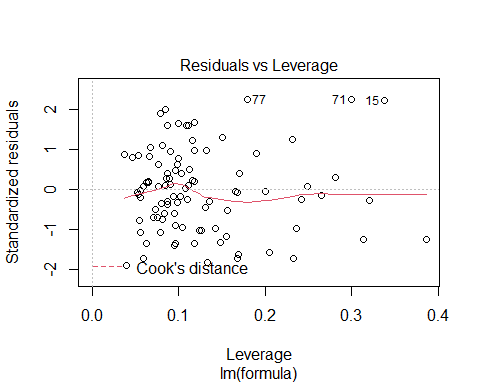 Residuals vs Leverage
Standardized residuals
2
1
0
-1
-2
77
71
15
Cook's distance
0.0
0.1
0.2
0.3
0.4
Leverage
lm(formula)